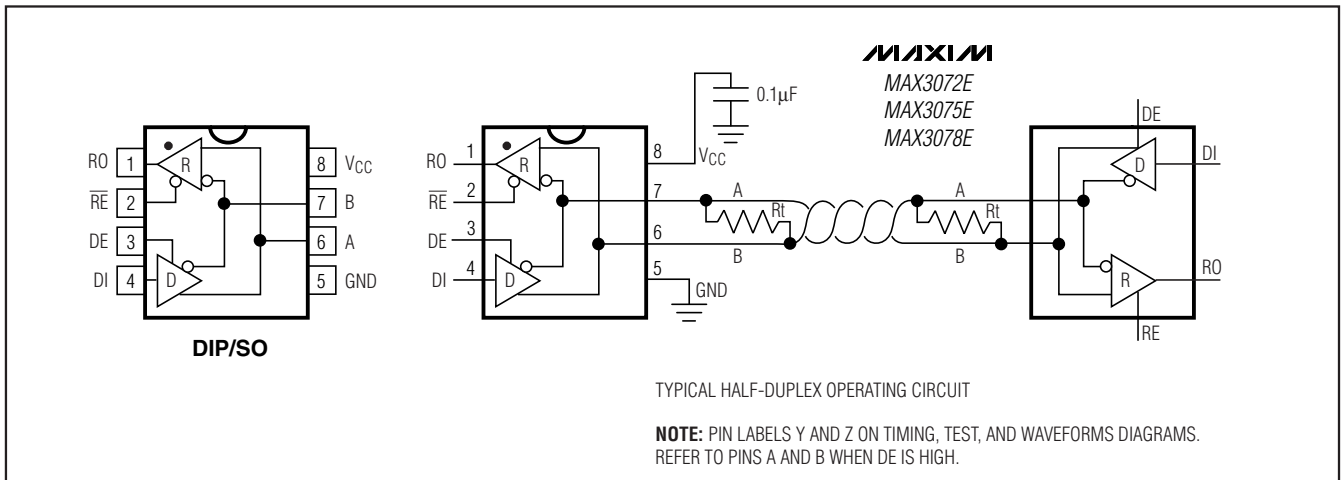 MAXIM
MAX3072E
MAX3075E
MAX3078E
0.1µF
DE
RO 1
R
8 VCC
RE 2
7 B
DE 3
6 A
DI 4
D
5 GND
DIP/SO
RO 1
R
8 VCC
RE 2
7 A
Rt
DE 3
6 B
DI 4
D
5 GND
A
Rt
B
D
DI
R
RO
RE
TYPICAL HALF-DUPLEX OPERATING CIRCUIT
NOTE: PIN LABELS Y AND Z ON TIMING, TEST, AND WAVEFORMS DIAGRAMS.
REFER TO PINS A AND B WHEN DE IS HIGH.